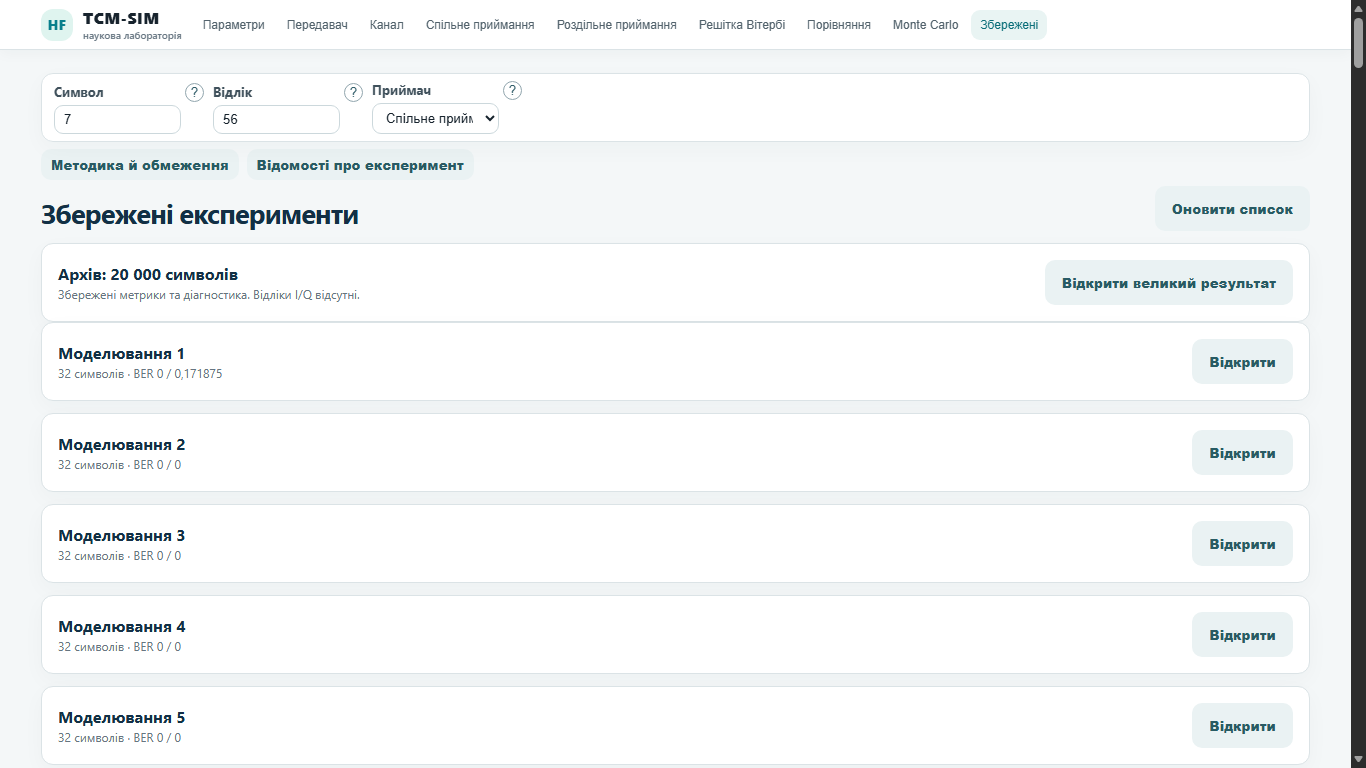 HF
TCM-SIM
наукова лабораторія
Параметри
Передавач
Канал
Спільне приймання
Роздільне приймання
Решітка Вітербі
Порівняння
Monte Carlo
Збережені
Символ ?
Відлік ?
Приймач ?
7
56
Спільне прийм
Методика й обмеження
Відомості про експеримент
Збережені експерименти
Оновити список
Архів: 20 000 символів
Збережені метрики та діагностика. Відліки I/Q відсутні.
Відкрити великий результат
Моделювання 1
32 символів · BER 0 / 0,171875
Відкрити
Моделювання 2
32 символів · BER 0 / 0
Відкрити
Моделювання 3
32 символів · BER 0 / 0
Відкрити
Моделювання 4
32 символів · BER 0 / 0
Відкрити
Моделювання 5
32 символів · BER 0 / 0
Відкрити